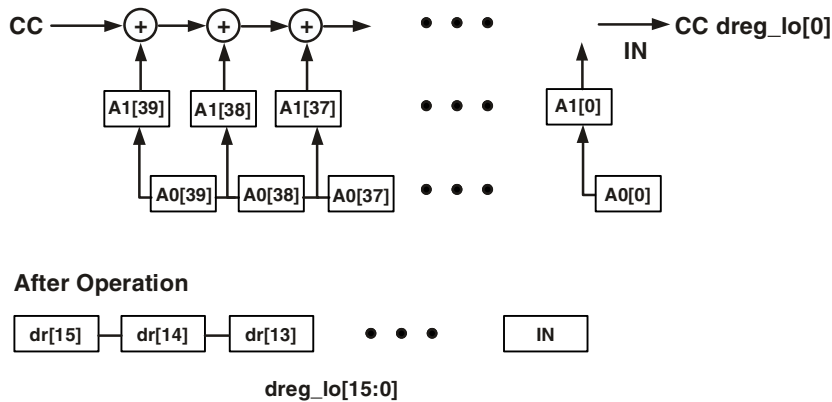 CC + + + CC dreg_lo[0]
IN
A1[39] A1[38] A1[37] A1[0]
A0[39] A0[38] A0[37] A0[0]
After Operation
dr[15] dr[14] dr[13] IN
dreg_lo[15:0]